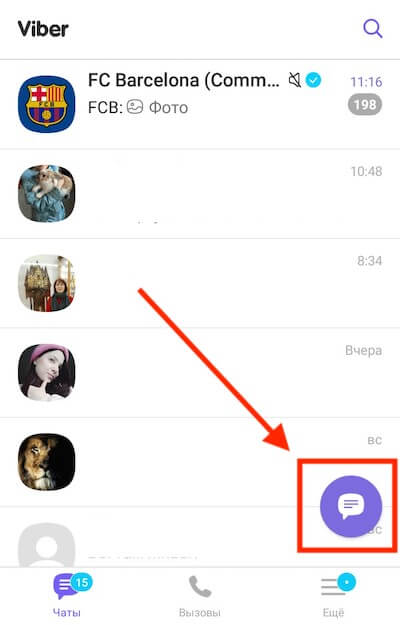 Viber
FC Barcelona (Comm...
11:16
FCB: Фото
198
10:48
8:34
Вчера
вс
вс
15
Чаты
Вызовы
Ещё